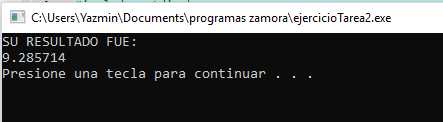 C:\Users\Yazmin\Documents\programas zamora\ejercicioTarea2.exe
SU RESULTADO FUE:
9.285714
Presione una tecla para continuar . . .